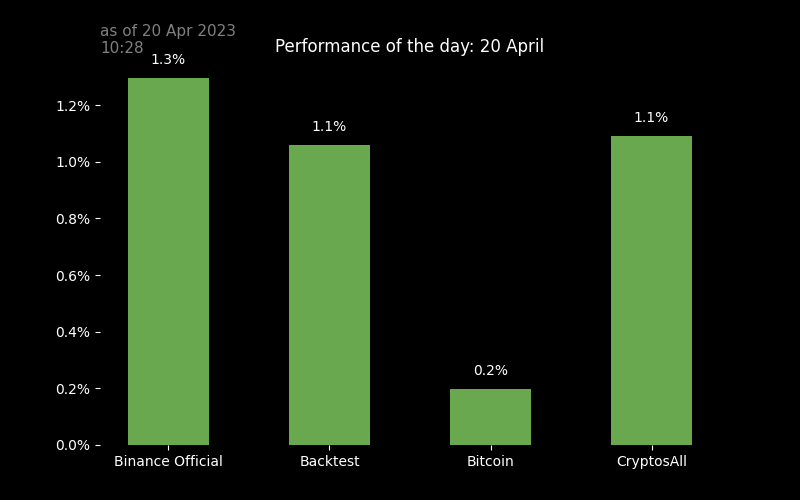 as of 20 Apr 2023
10:28
Performance of the day: 20 April
1.3%
1.1%
0.2%
1.1%
1.2%
1.0%
0.8%
0.6%
0.4%
0.2%
0.0%
Binance Official
Backtest
Bitcoin
CryptosAll